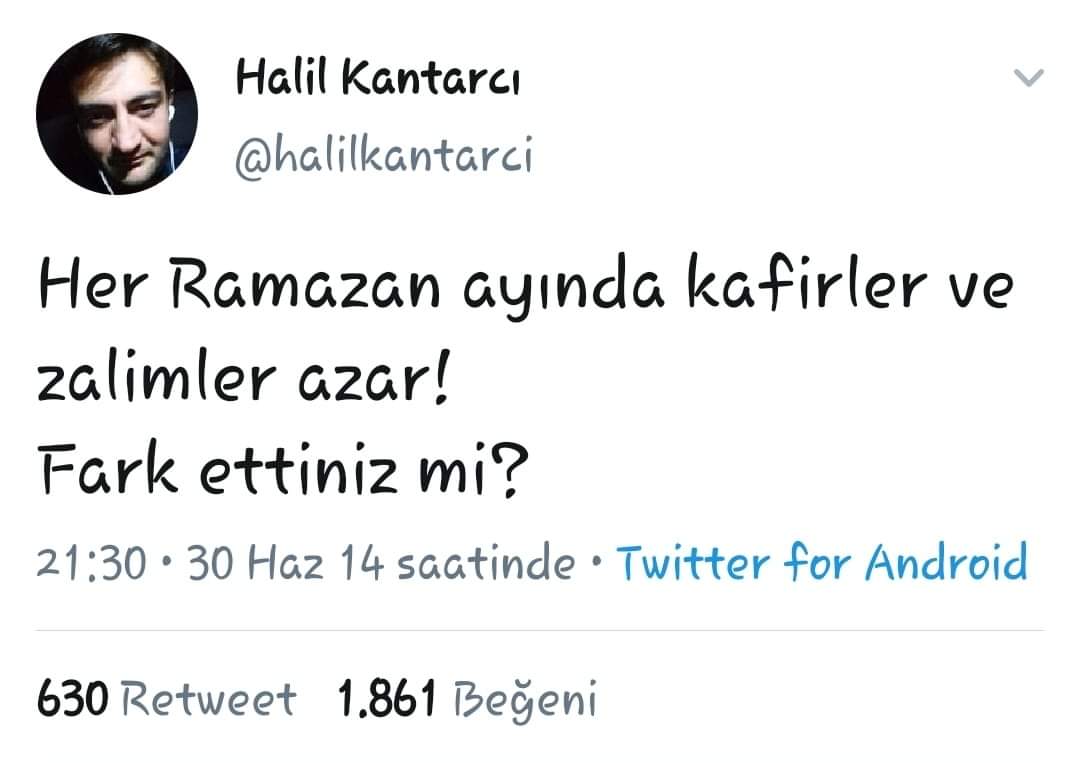 Halil Kantarcı
@halilkantarci
Her Ramazan ayında kafirler ve
zalimler azar!
Fark ettiniz mi?
21:30 • 30 Haz 14 saatinde • Twitter for Android
630 Retweet 1.861 Beğeni